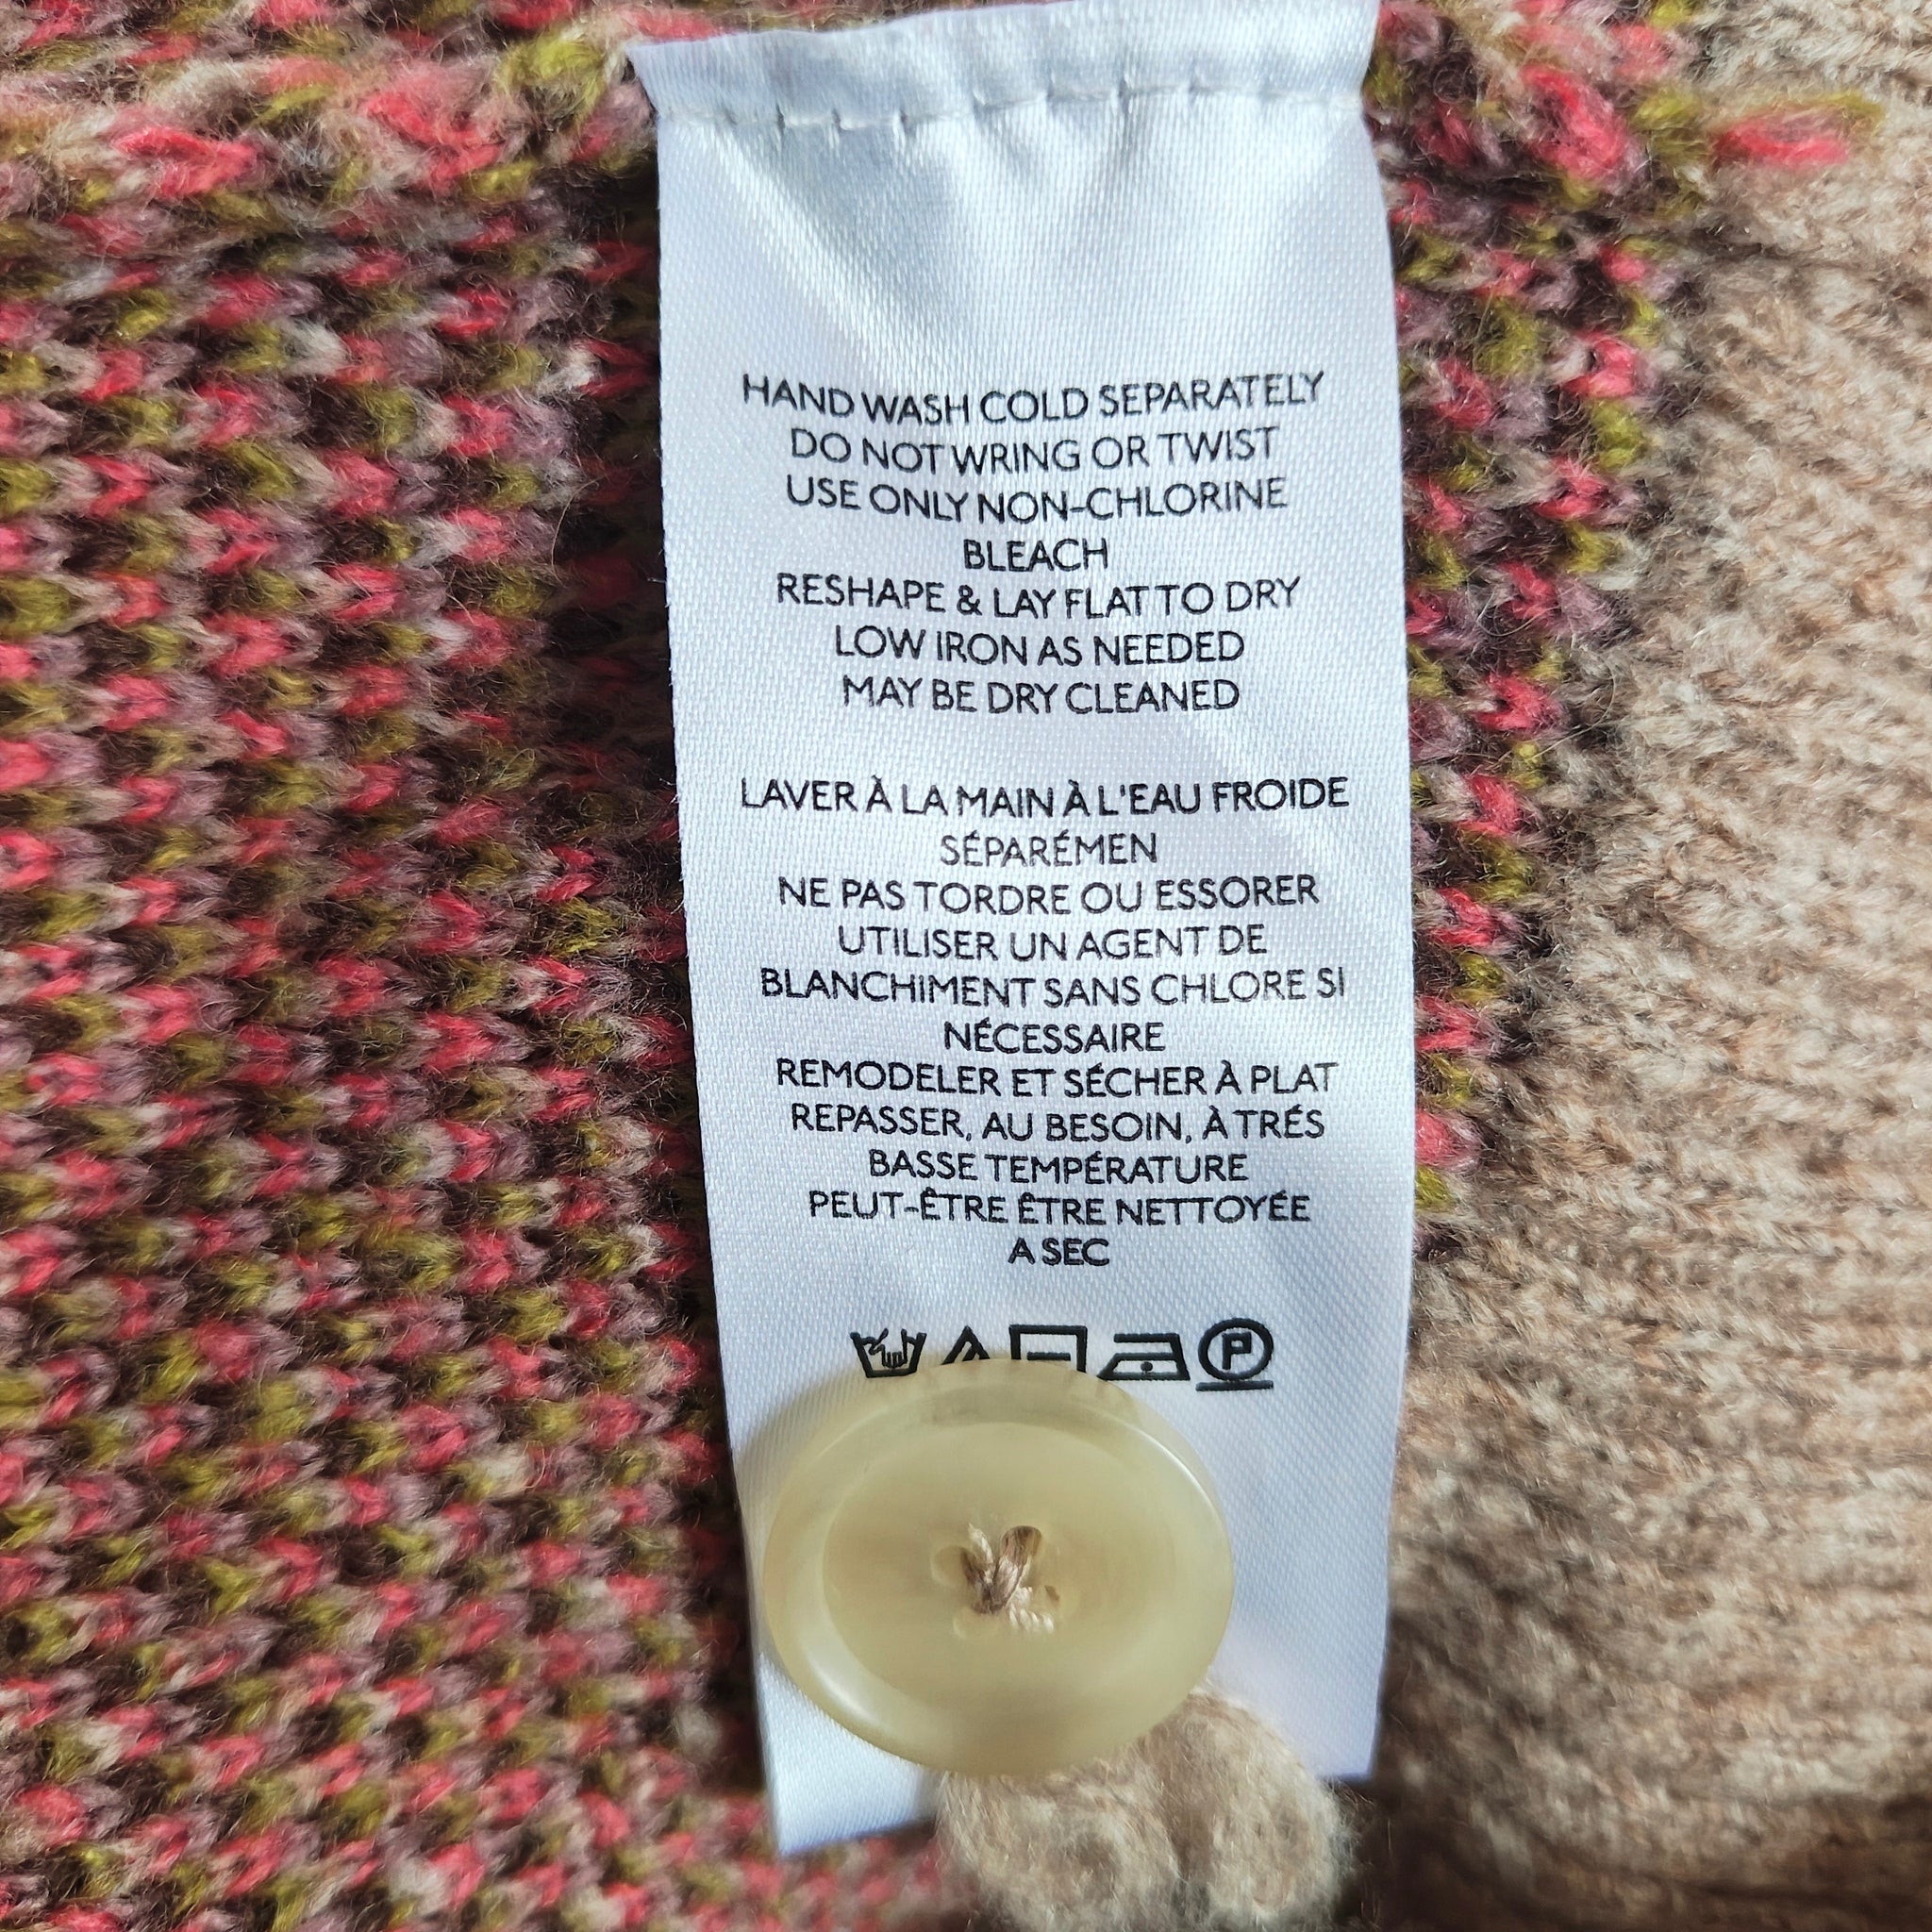 HAND WASH COLD SEPARATELY
DO NOT WRING OR TWIST
USE ONLY NON-CHLORINE
BLEACH
RESHAPE & LAY FLAT TO DRY
LOW IRON AS NEEDED
MAY BE DRY CLEANED
LAVER À LA MAIN À L'EAU FROIDE
SÉPARÉMEN
NE PAS TORDRE OU ESSORER
UTILISER UN AGENT DE
BLANCHIMENT SANS CHLORE SI
NÉCESSAIRE
REMODELER ET SÉCHER À PLAT
REPASSER, AU BESOIN, À TRÉS
BASSE TEMPÉRATURE
PEUT-ÊTRE ÊTRE NETTOYÉE
A SEC
P